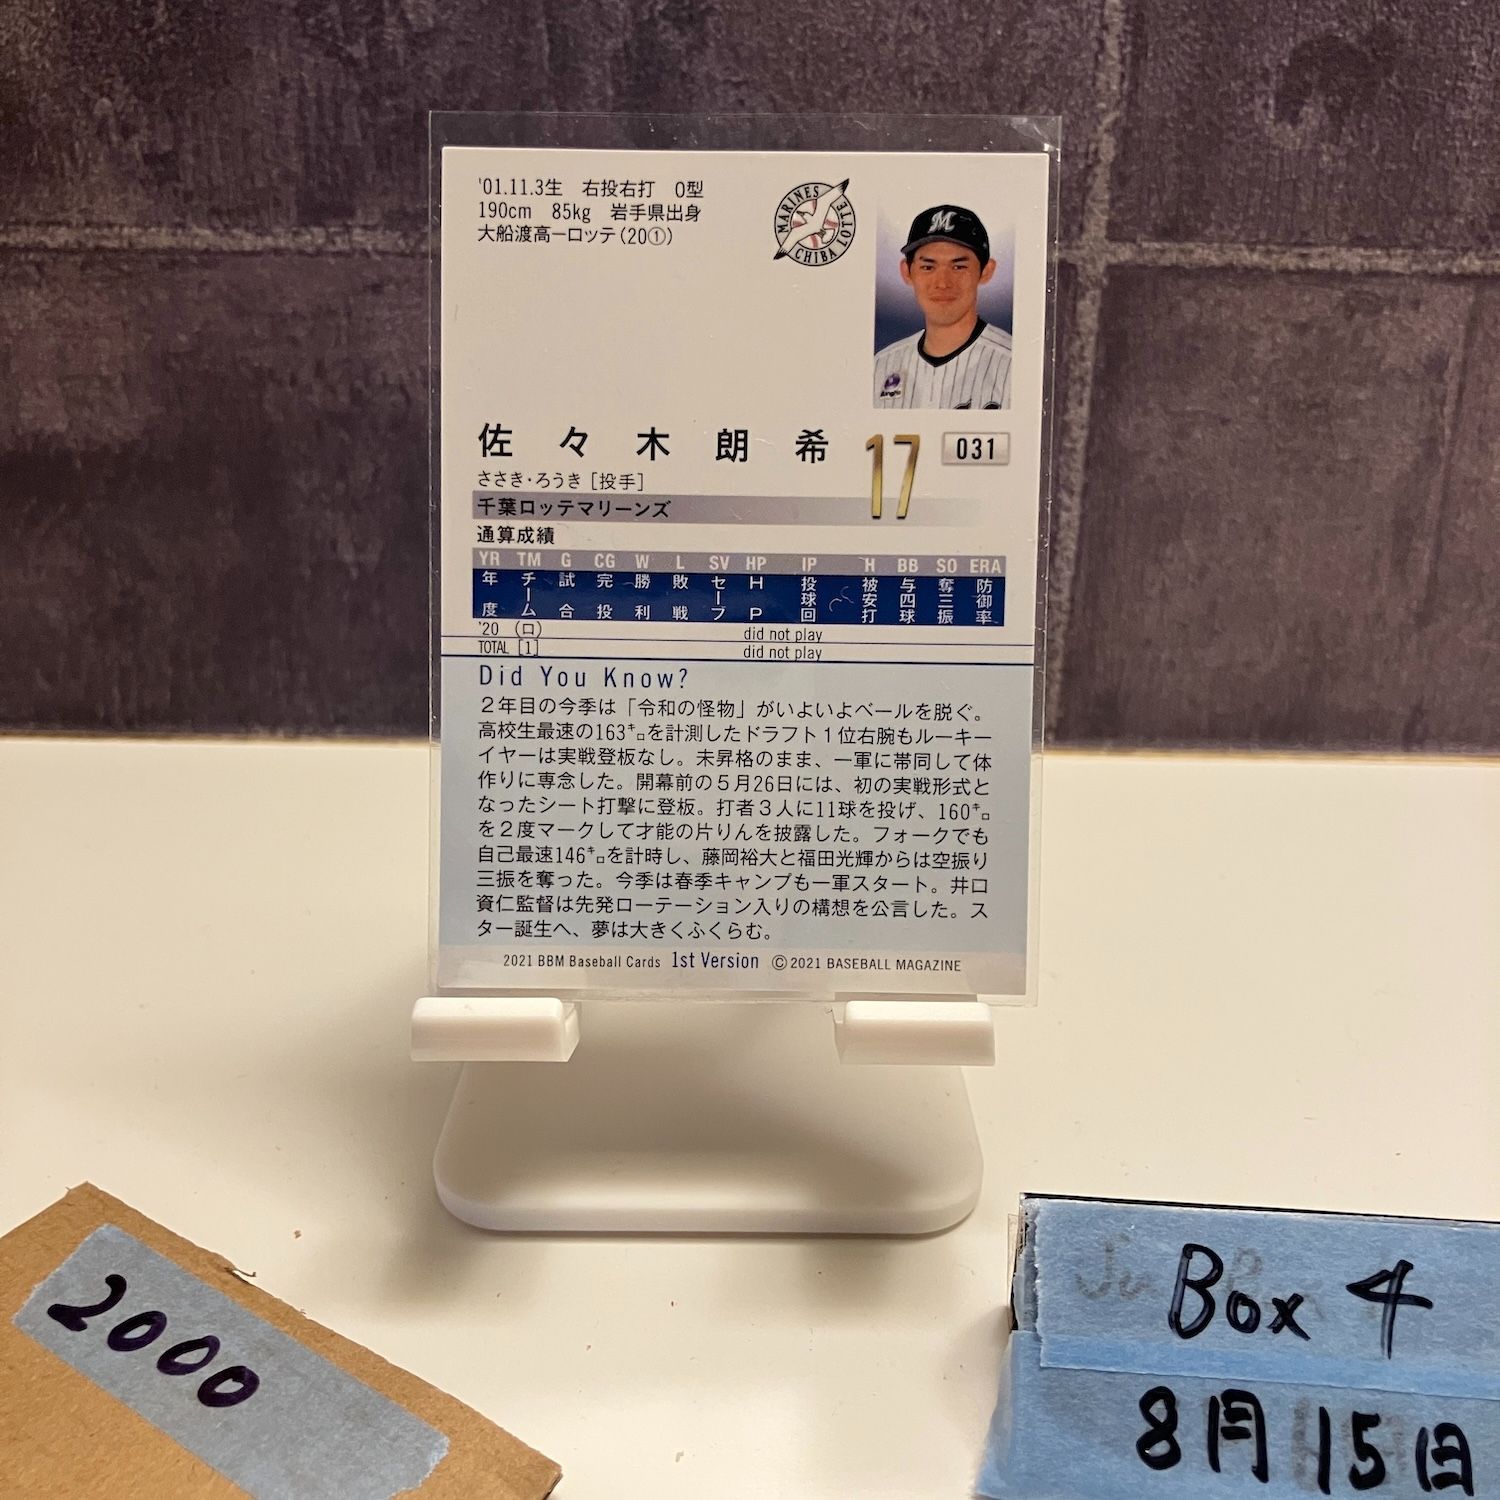 '01.11.3生 右投右打 O型
190cm 85kg 岩手県出身
大船渡高ーロッテ(20①)
MARINES
CHIBA LOTTE
M
佐々木朗希 17 031
ささき・ろうき [投手]
千葉ロッテマリーンズ
通算成績
YR TM G CG W L SV HP IP H BB SO ERA
年度 チーム 試合 完投 勝利 敗戦 セーブ HP 投球回 被安打 与四球 奪三振 防御率
'20 (ロ) did not play
TOTAL [1] did not play
Did You Know?
2年目の今季は「令和の怪物」がいよいよベールを脱ぐ。
高校生最速の163㌔を計測したドラフト1位右腕もルーキー
イヤーは実戦登板なし。未昇格のまま、一軍に帯同して体
作りに専念した。開幕前の5月26日には、初の実戦形式と
なったシート打撃に登板。打者3人に11球を投げ、160㌔
を2度マークして才能の片りんを披露した。フォークでも
自己最速146㌔を計時し、藤岡裕大と福田光輝からは空振り
三振を奪った。今季は春季キャンプも一軍スタート。井口
資仁監督は先発ローテーション入りの構想を公言した。ス
ター誕生へ、夢は大きくふくらむ。
2021 BBM Baseball Cards 1st Version ©2021 BASEBALL MAGAZINE
2000
Box 4
8月15日